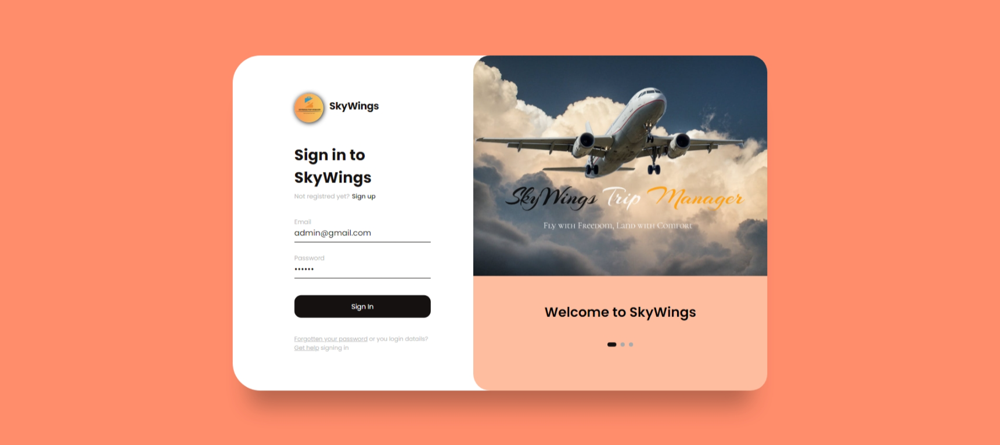 SkyWings
Sign in to
SkyWings
Not registred yet? Sign up
Email
admin@gmail.com
Password
••••••
Sign In
Forgotten your password or you login datails?
Get help signing in
SkyWings Trip Manager
Fly with Freedom, Land with Comfort
Welcome to SkyWings